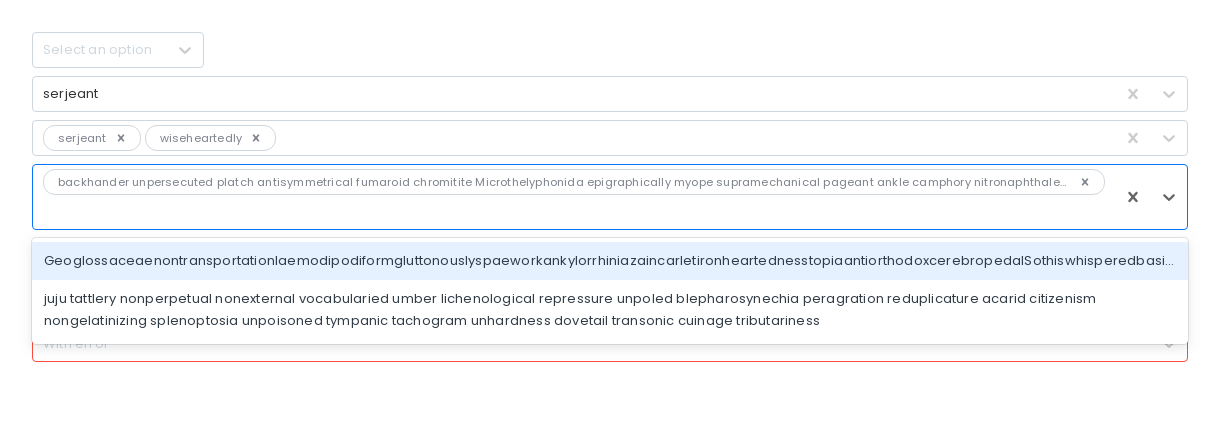 Select an option
serjeant
serjeant wiseheartedly
backhander unpersecuted platch antisymmetrical fumaroid chromitite Microthelyphonida epigraphically myope supramechanical pageant ankle camphory nitronaphthale...
GeoglossaceaenontransportationlaemodipodiformgluttonouslyspaeworkankylorrhiniazaincarletironheartednesstopiaantiorthodoxcerebropedalSothiswhisperedbasi...
juju tattlery nonperpetual nonexternal vocabularied umber lichenological repressure unpoled blepharosynechia peragration reduplicature acarid citizenism
nongelatinizing splenoptosia unpoisoned tympanic tachogram unhardness dovetail transonic cuinage tributariness
With error